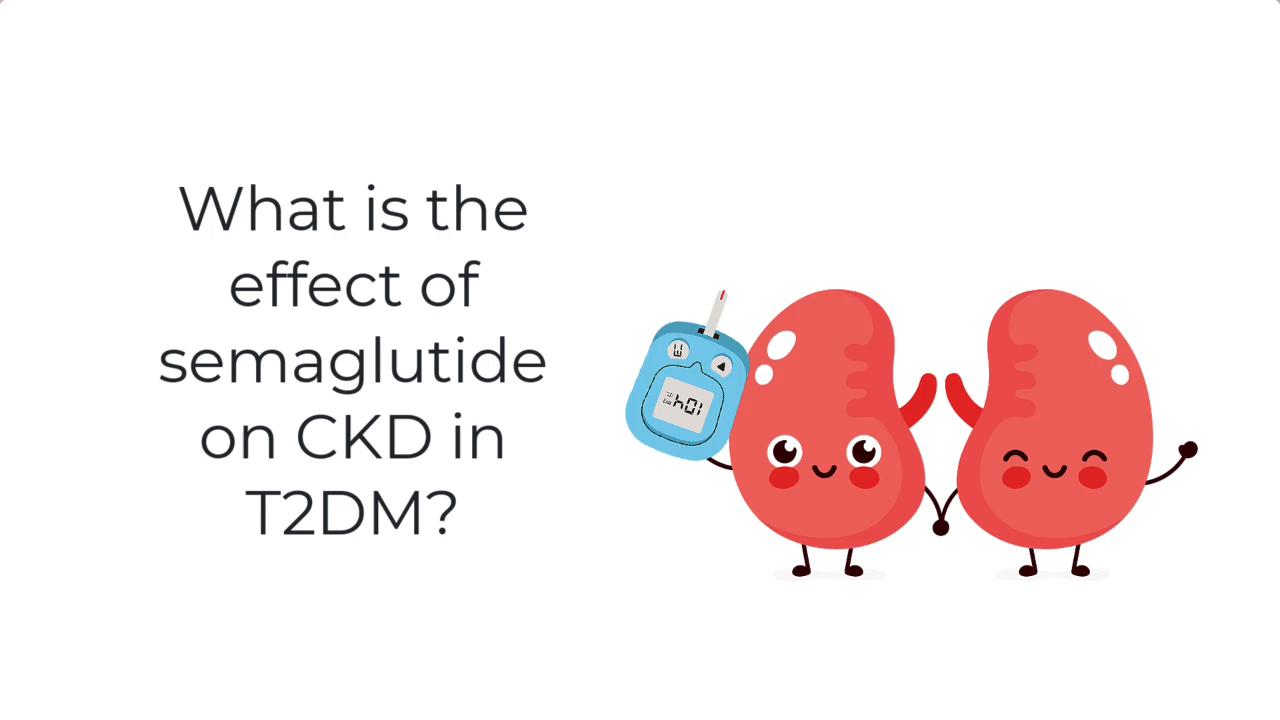 What is the
effect of
semaglutide
on CKD in
T2DM?